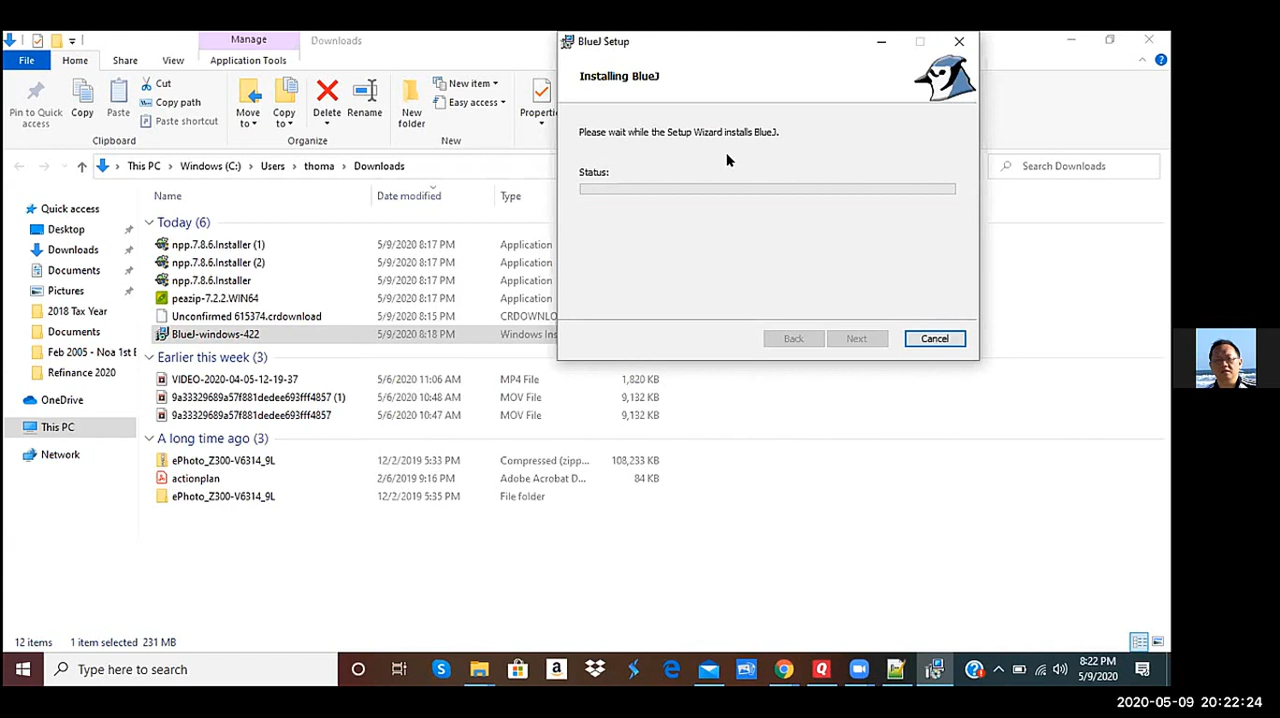 Manage
Downloads
File
Home
Share
View
Application Tools
Pin to Quick access
Copy
Paste
Cut
Copy path
Paste shortcut
Clipboard
Move to
Copy to
Delete
Rename
Organize
New folder
New item
Easy access
New
Properti
This PC
Windows (C:)
Users
thoma
Downloads
Search Downloads
Name
Date modified
Type
Quick access
Desktop
Downloads
Documents
Pictures
2018 Tax Year
Documents
Feb 2005 - Noa 1st E
Refinance 2020
OneDrive
This PC
Network
Today (6)
npp.7.8.6.Installer (1) 5/9/2020 8:17 PM Application
npp.7.8.6.Installer (2) 5/9/2020 8:17 PM Application
npp.7.8.6.Installer 5/9/2020 8:17 PM Application
peazip-7.2.2.WIN64 5/9/2020 8:17 PM Application
Unconfirmed 615374.crdownload 5/9/2020 8:15 PM CRDOWNLO
BlueJ-windows-422 5/9/2020 8:18 PM Windows Ins
Earlier this week (3)
VIDEO-2020-04-05-12-19-37 5/6/2020 11:06 AM MP4 File 1,820 KB
9a33329689a57f881dedee693fff4857 (1) 5/6/2020 10:48 AM MOV File 9,132 KB
9a33329689a57f881dedee693fff4857 5/6/2020 10:47 AM MOV File 9,132 KB
A long time ago (3)
ePhoto_Z300-V6314_9L 12/2/2019 5:33 PM Compressed (zipp... 108,233 KB
actionplan 2/6/2019 9:16 PM Adobe Acrobat D... 84 KB
ePhoto_Z300-V6314_9L 12/2/2019 5:35 PM File folder
BlueJ Setup
Installing BlueJ
Please wait while the Setup Wizard installs BlueJ.
Status:
Back
Next
Cancel
12 items
1 item selected 231 MB
Type here to search
8:22 PM
5/9/2020
2020-05-09 20:22:24